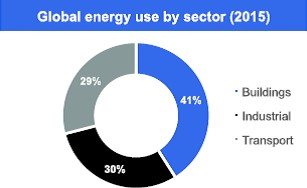 Global energy use by sector (2015)
29%
41%
30%
Buildings
Industrial
Transport